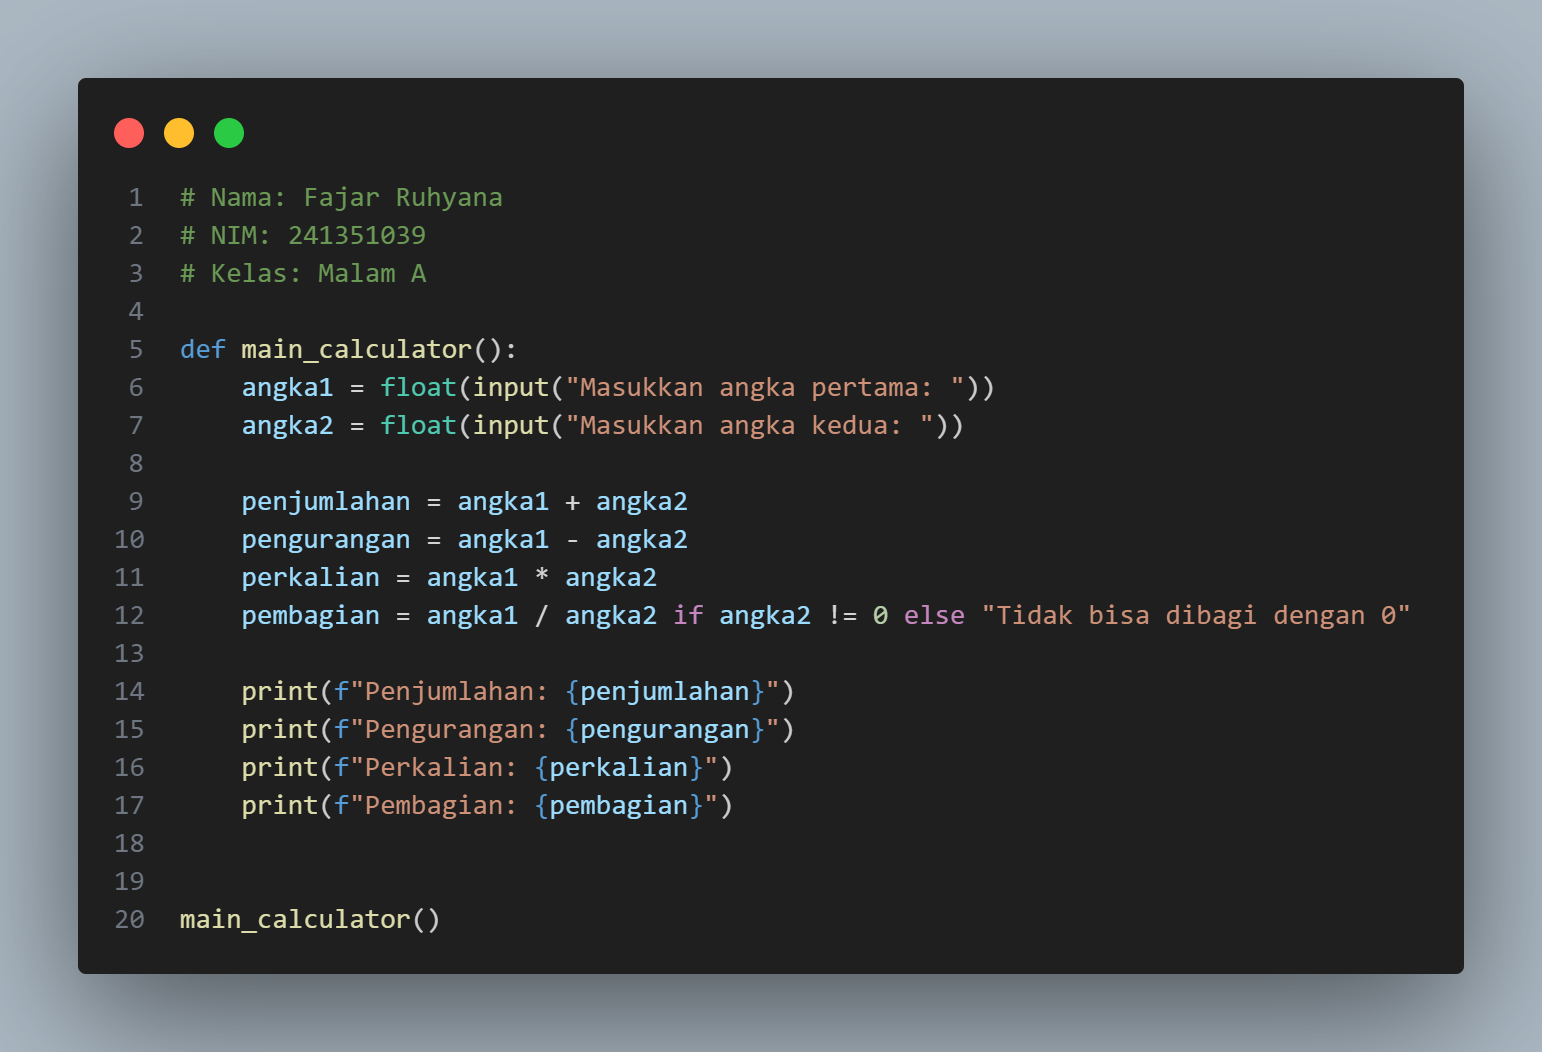 1 # Nama: Fajar Ruhyana
2 # NIM: 241351039
3 # Kelas: Malam A
4
5 def main_calculator():
6     angka1 = float(input("Masukkan angka pertama: "))
7     angka2 = float(input("Masukkan angka kedua: "))
8
9     penjumlahan = angka1 + angka2
10     pengurangan = angka1 - angka2
11     perkalian = angka1 * angka2
12     pembagian = angka1 / angka2 if angka2 != 0 else "Tidak bisa dibagi dengan 0"
13
14     print(f"Penjumlahan: {penjumlahan}")
15     print(f"Pengurangan: {pengurangan}")
16     print(f"Perkalian: {perkalian}")
17     print(f"Pembagian: {pembagian}")
18
19
20 main_calculator()